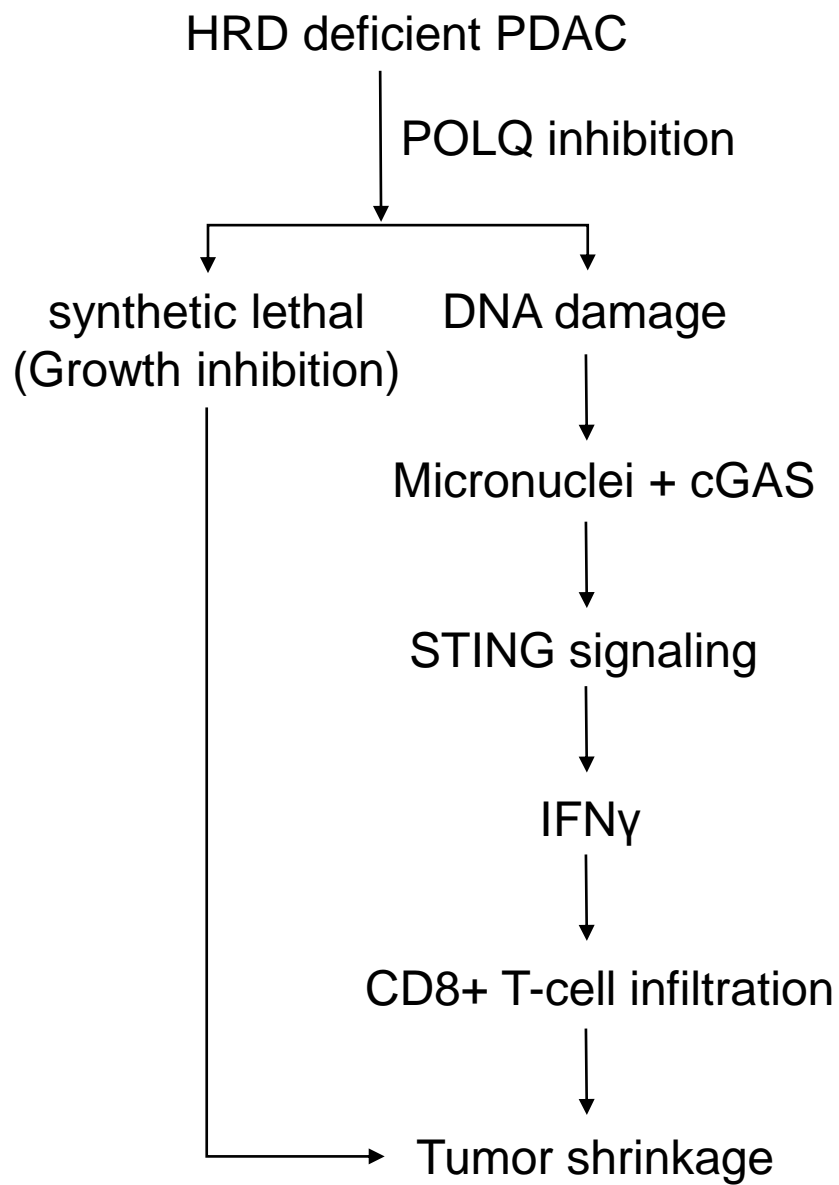 HRD deficient PDAC
POLQ inhibition
synthetic lethal
(Growth inhibition)
DNA damage
Micronuclei + cGAS
STING signaling
IFNγ
CD8+ T-cell infiltration
Tumor shrinkage